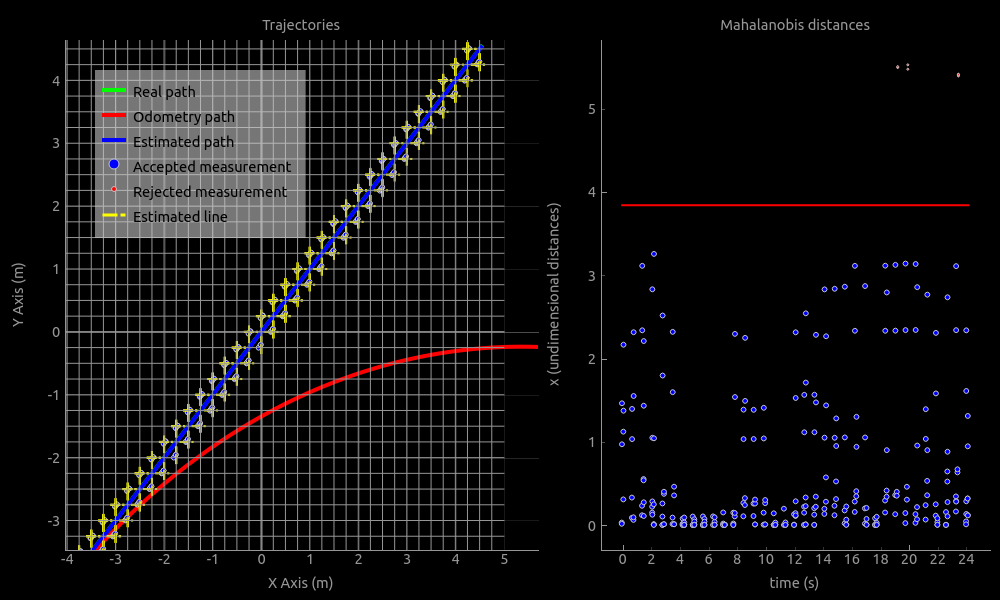 Trajectories
Mahalanobis distances
Real path
Odometry path
Estimated path
Accepted measurement
Rejected measurement
Estimated line
Y Axis (m)
4
3
2
1
0
-1
-2
-3
-4 -3 -2 -1 0 1 2 3 4 5
X Axis (m)
x (undimensional distances)
5
4
3
2
1
0
0 2 4 6 8 10 12 14 16 18 20 22 24
time (s)